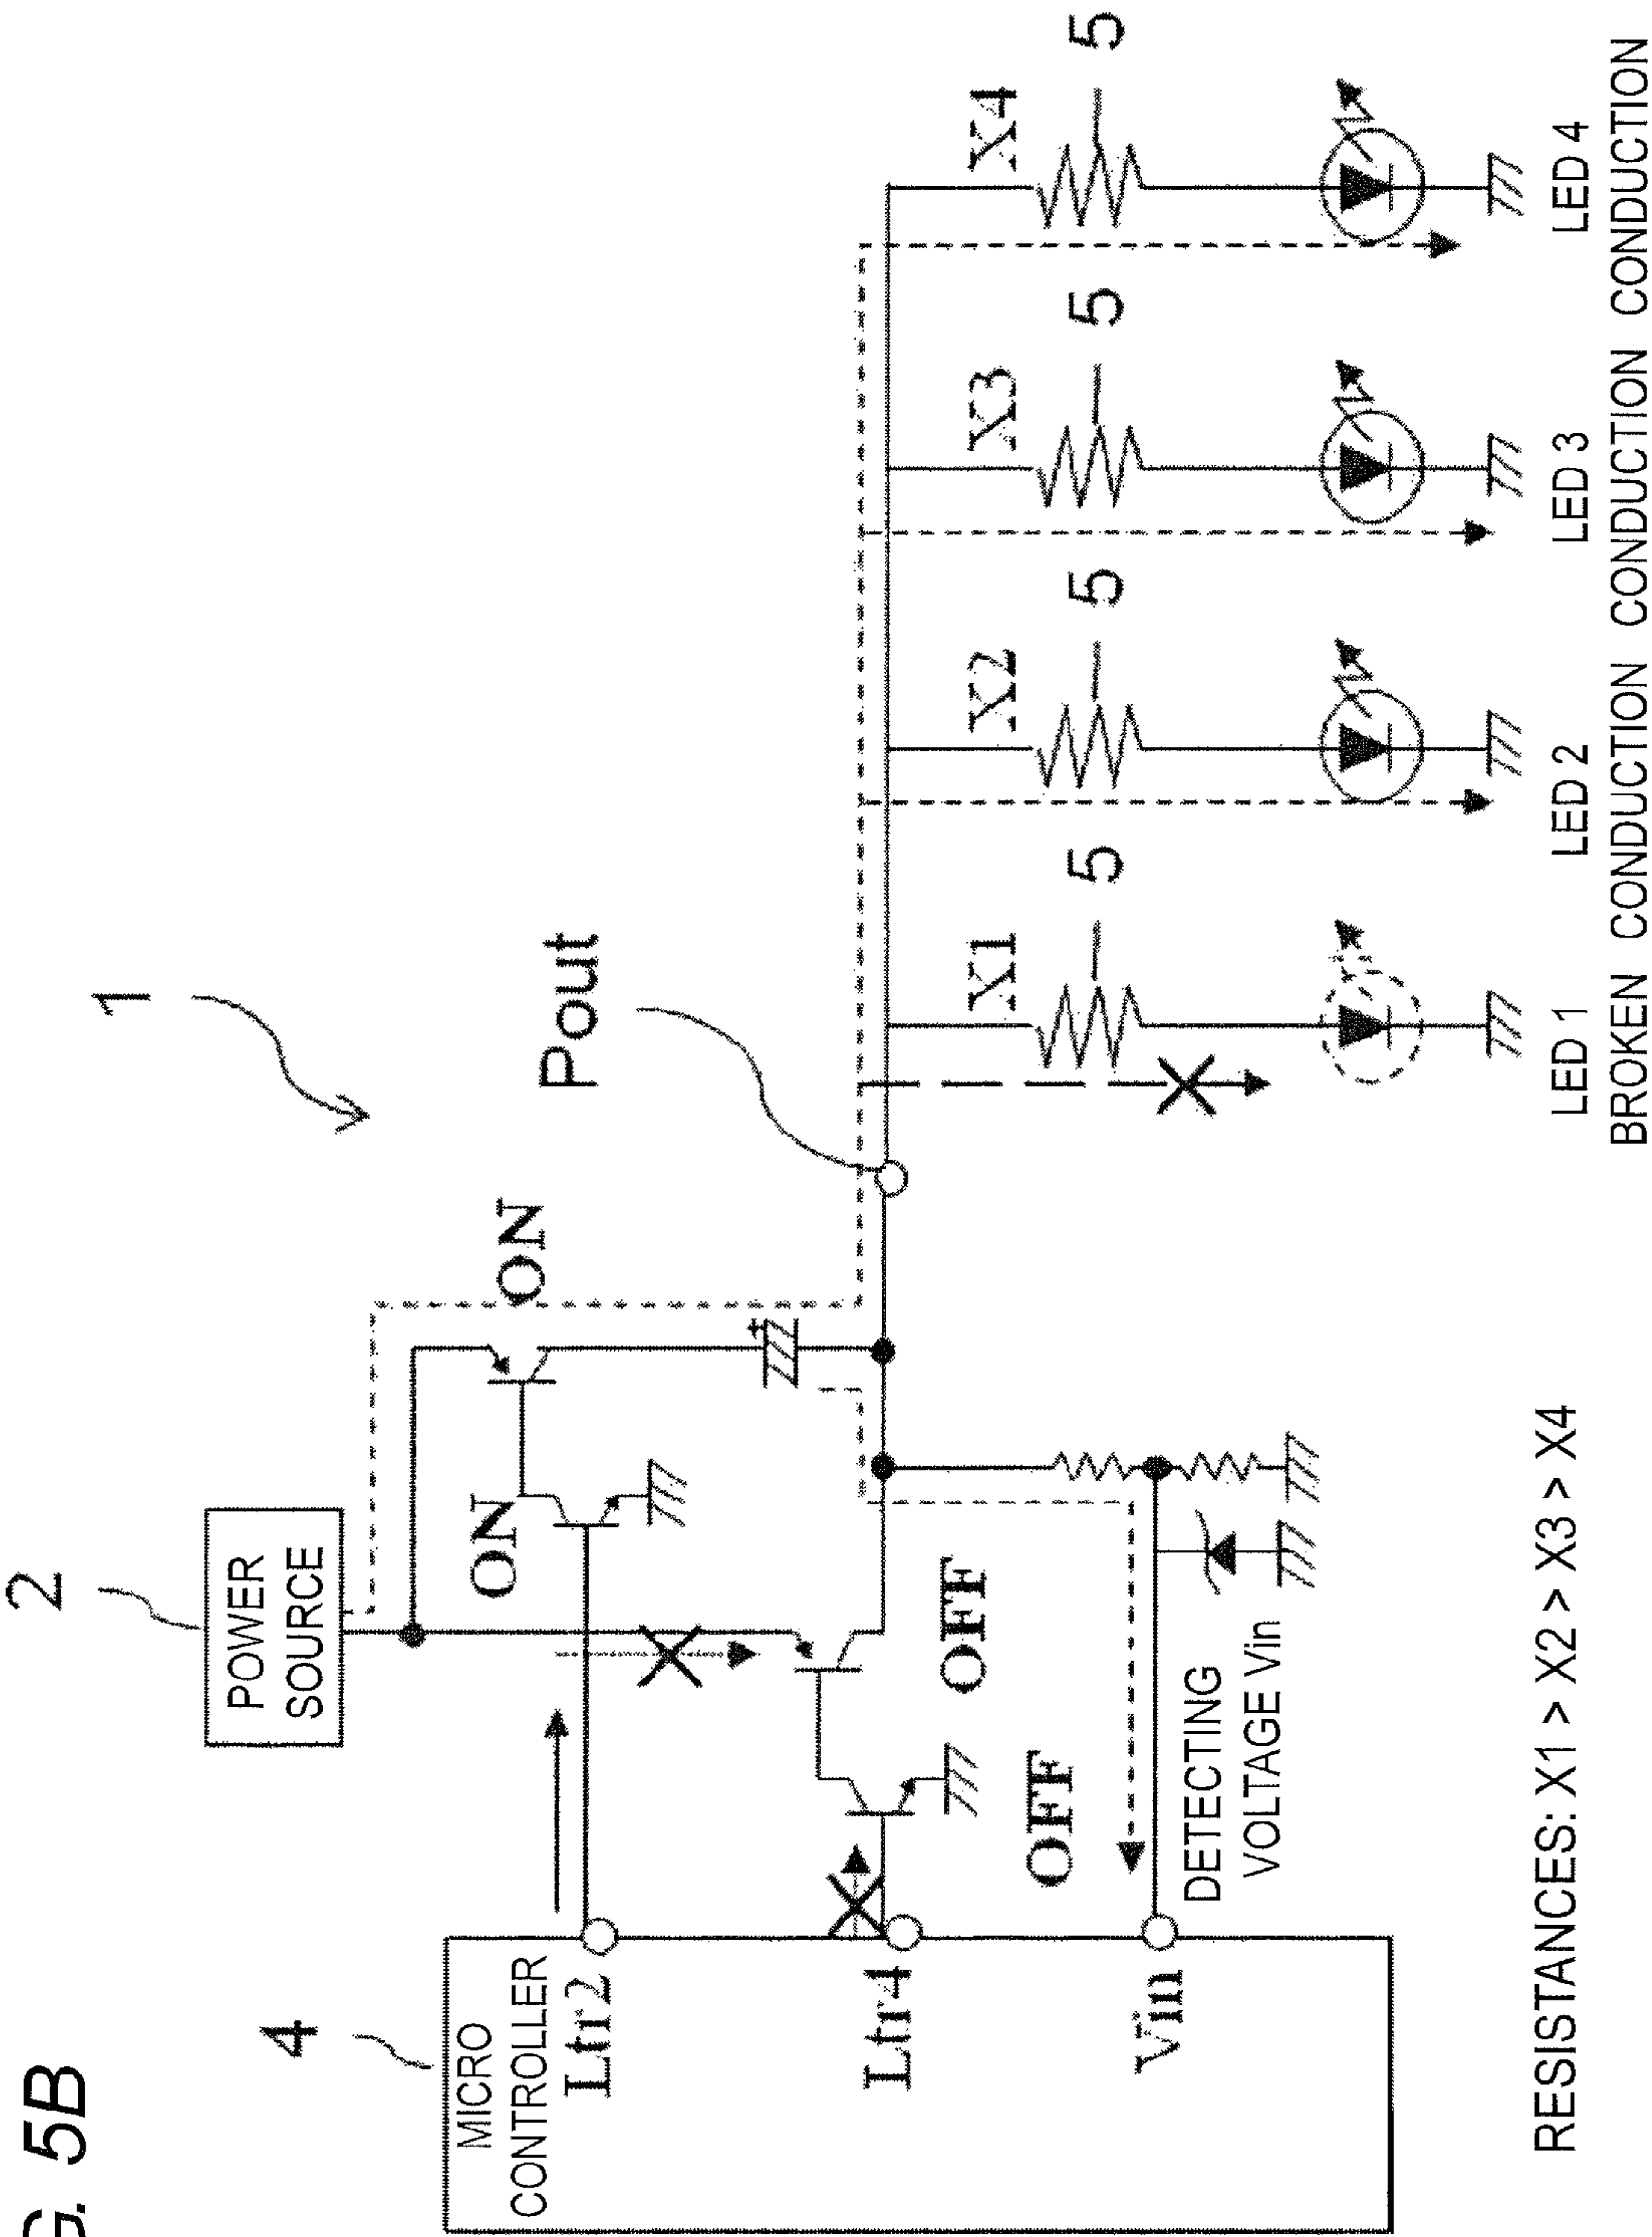 G. 5B
2
POWER
SOURCE
1
4
MICRO
CONTROLLER
Ltr2
Ltr4
Vin
ON
ON
OFF
OFF
DETECTING
VOLTAGE Vin
Pout
X1
X2
X3
X4
5
5
5
5
LED 1
LED 2
LED 3
LED 4
BROKEN CONDUCTION CONDUCTION CONDUCTION
RESISTANCES: X1 > X2 > X3 > X4